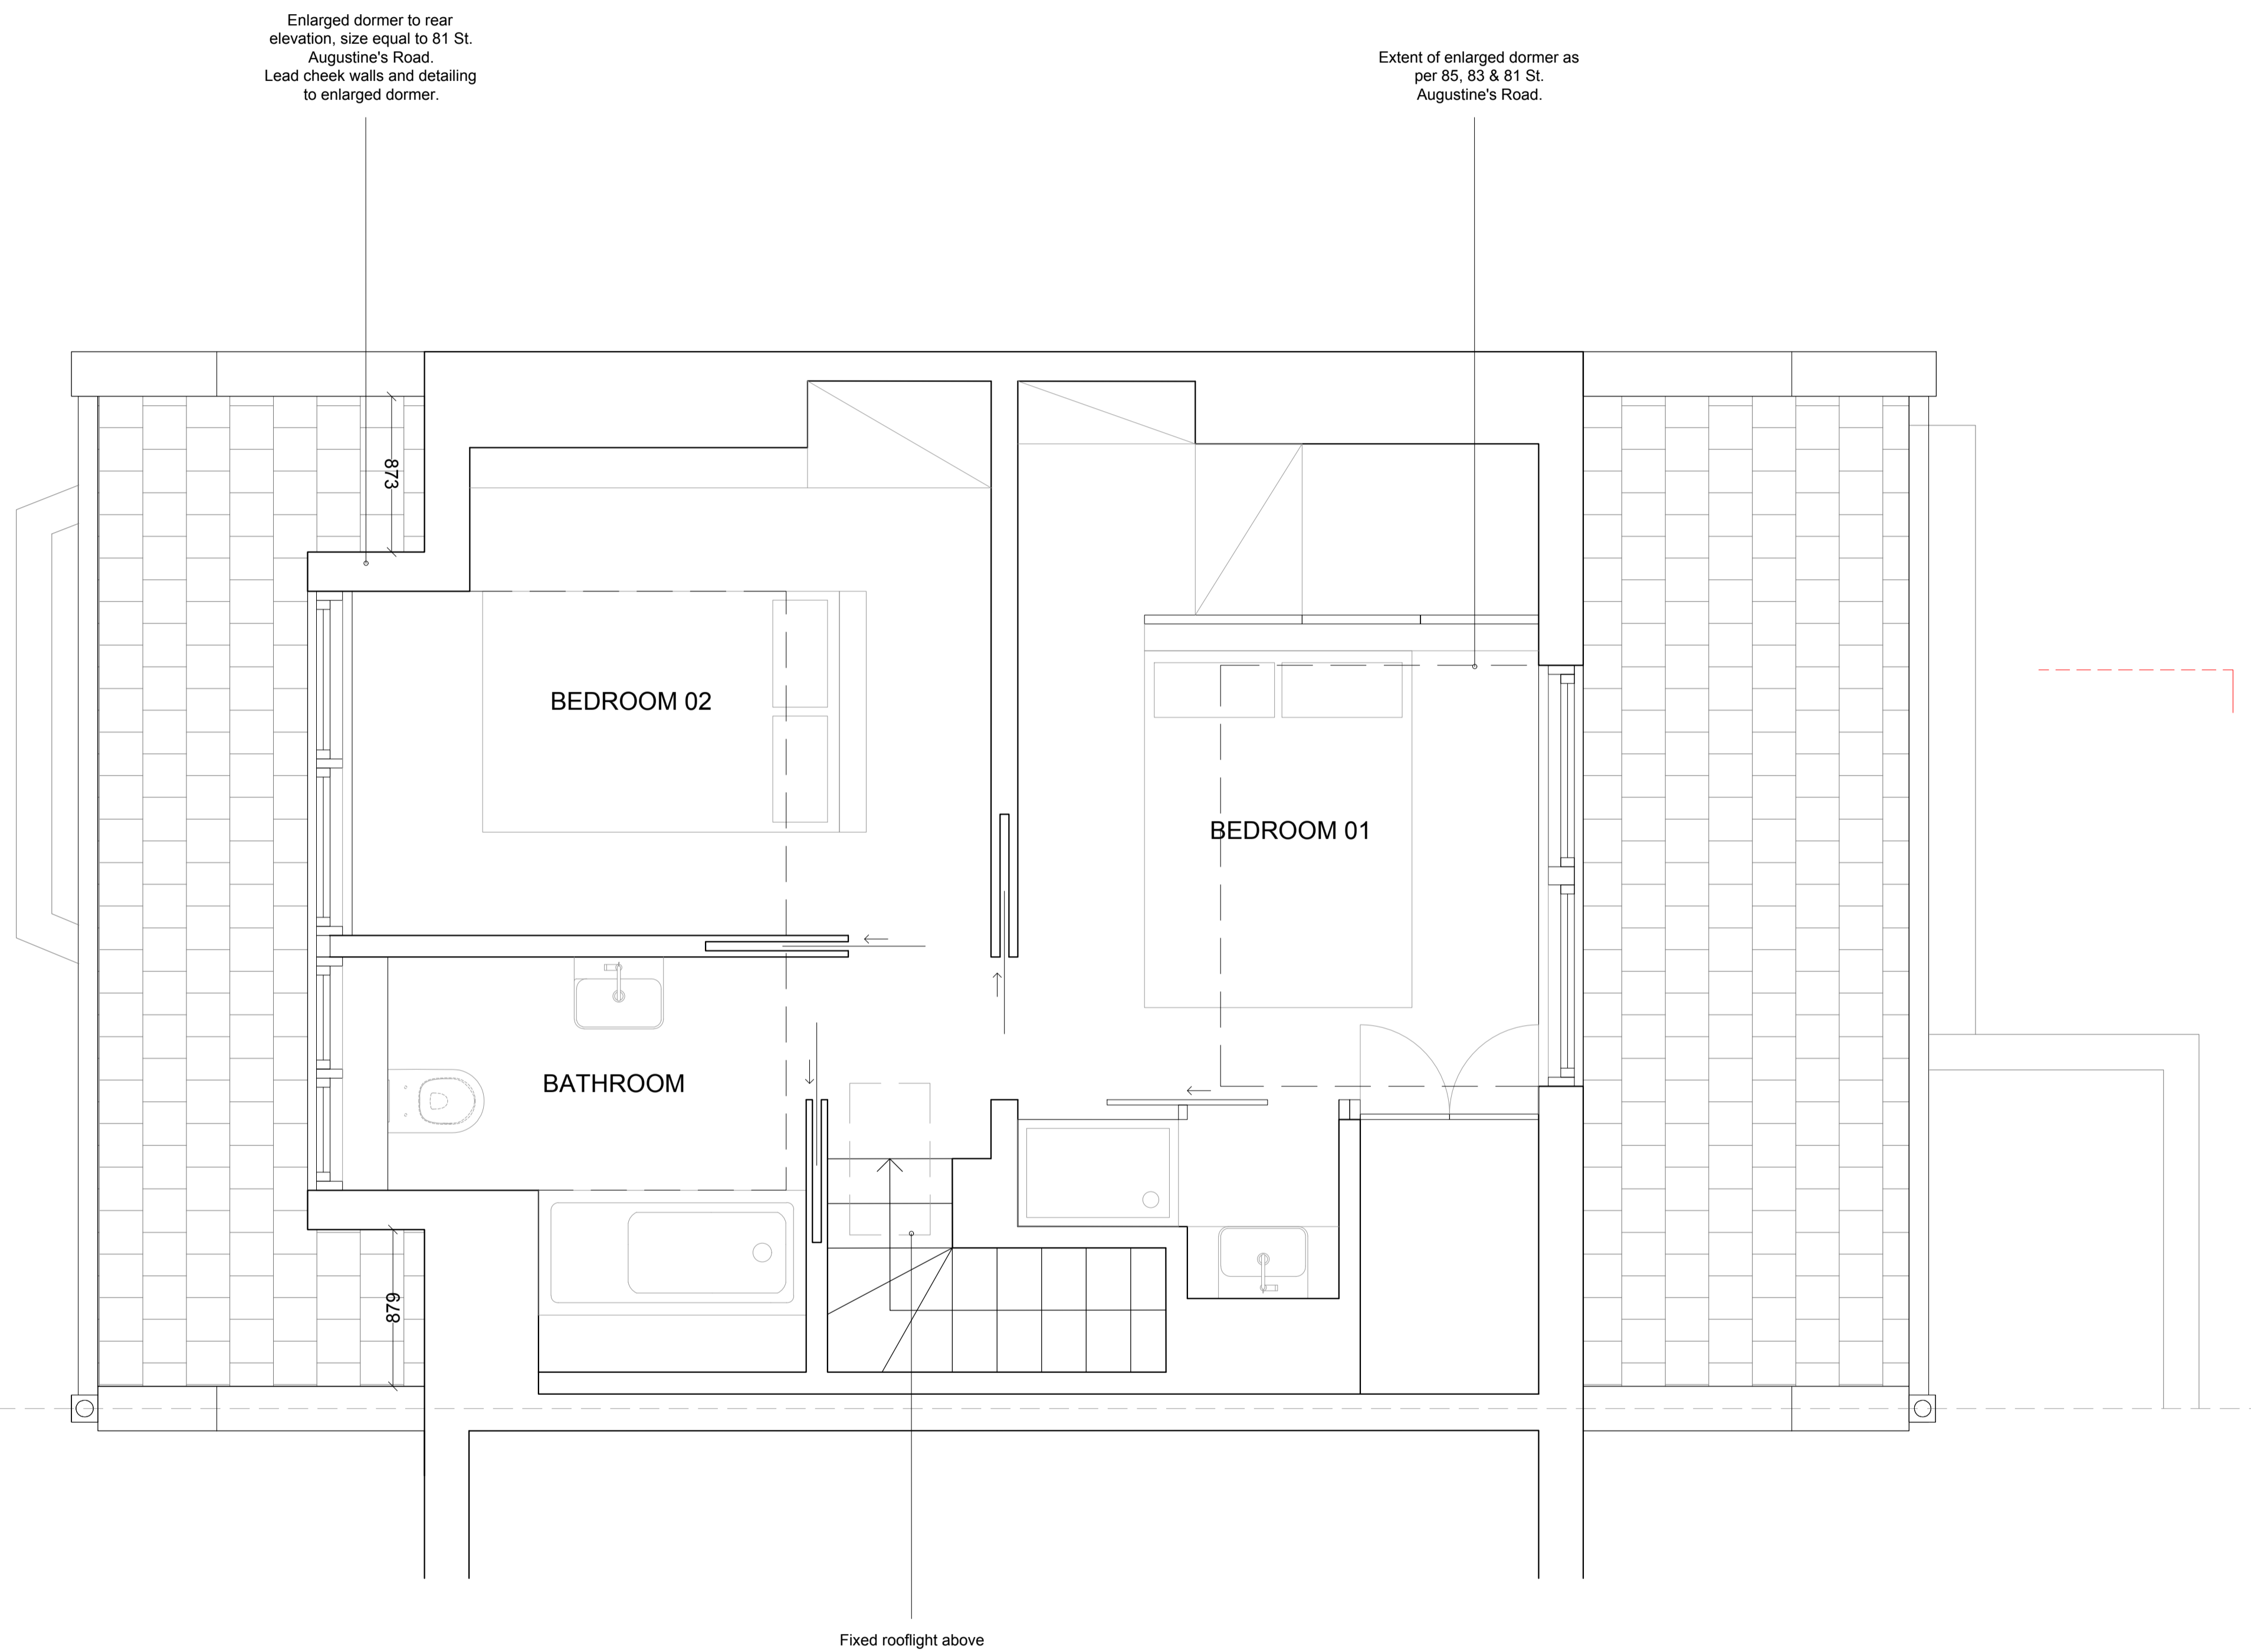 Enlarged dormer to rear
elevation, size equal to 81 St.
Augustine's Road.
Lead cheek walls and detailing
to enlarged dormer.
Extent of enlarged dormer as
per 85, 83 & 81 St.
Augustine's Road.
873
BEDROOM 02
BEDROOM 01
BATHROOM
879
Fixed rooflight above